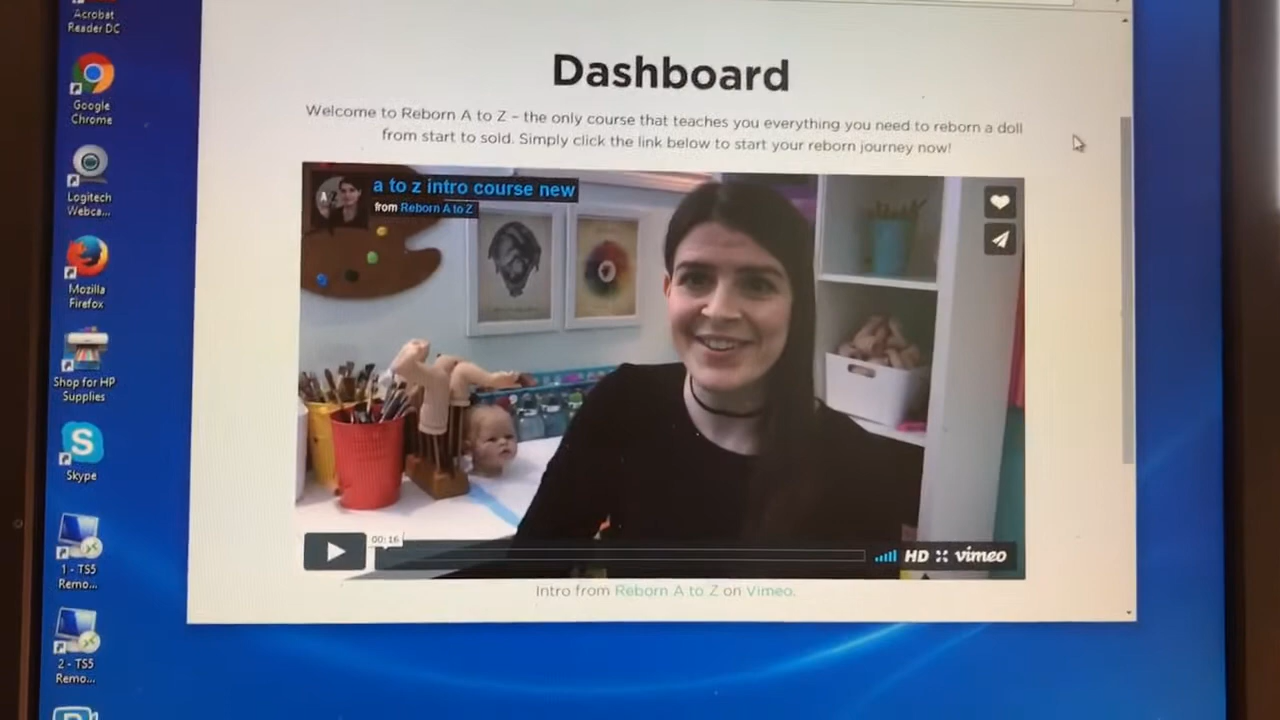 Acrobat
Reader DC
Google
Chrome
Logitech
Webca...
Mozilla
Firefox
Shop for HP
Supplies
Skype
1 - TS5
Remo...
2 - TS5
Remo...
Dashboard
Welcome to Reborn A to Z – the only course that teaches you everything you need to reborn a doll
from start to sold. Simply click the link below to start your reborn journey now!
a to z intro course new
from Reborn A to Z
00:16
HD vimeo
Intro from Reborn A to Z on Vimeo.